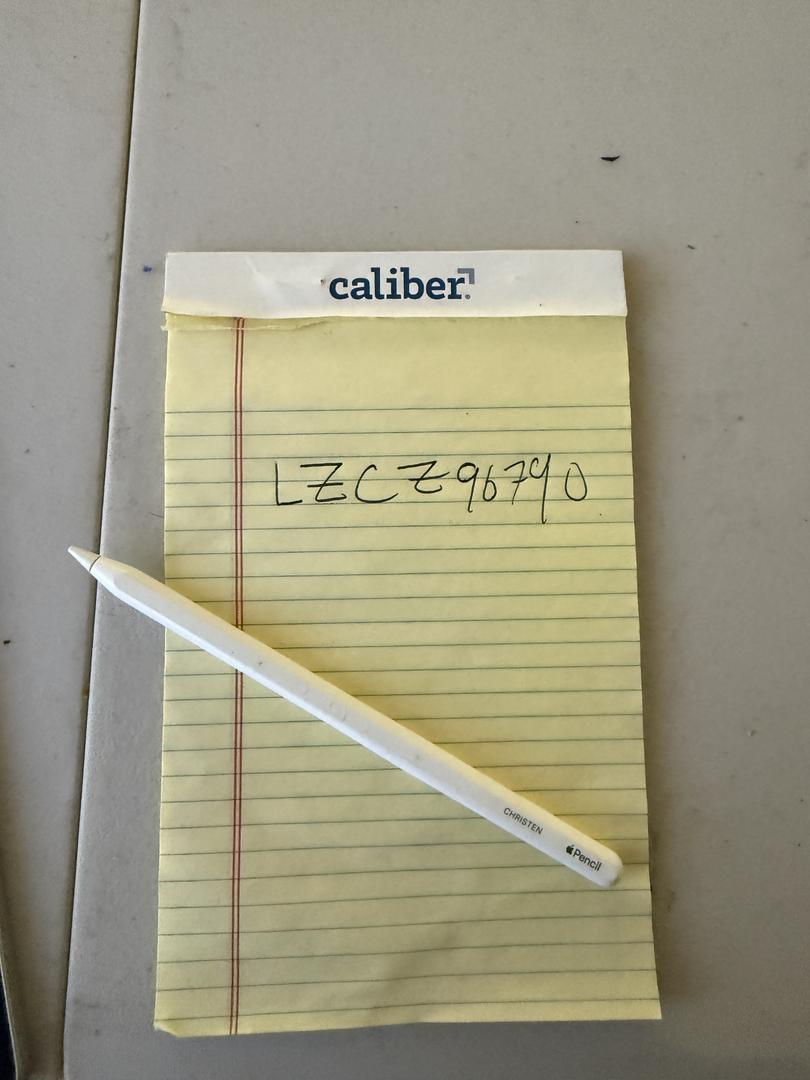 caliber
LZCZ96790
CHRISTEN
Pencil